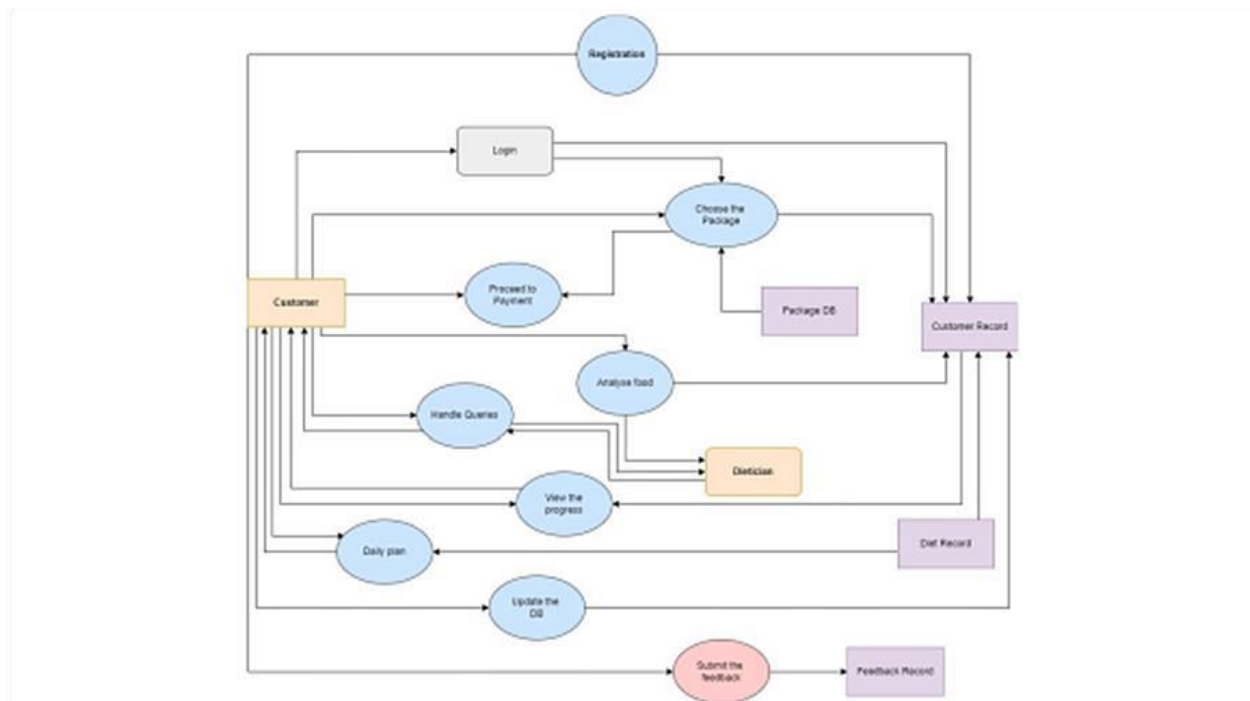 Registration
Login
Choose the
Package
Customer
Proceed to
Payment
Package DB
Customer Record
Analyse food
Handle Queries
Dietician
View the
progress
Daily plan
Diet Record
Update the
DB
Submit the
feedback
Feedback Record